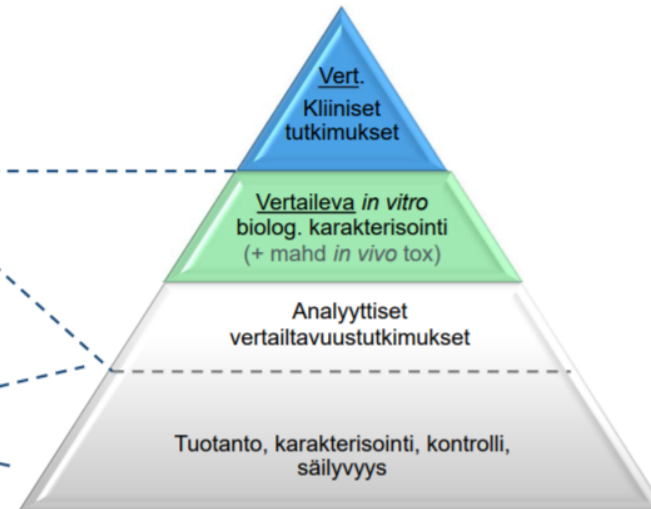 Vert.
Kliiniset
tutkimukset
Vertaileva in vitro
biolog. karakterisointi
(+ mahd in vivo tox)
Analyyttiset
vertailtavuustutkimukset
Tuotanto, karakterisointi, kontrolli,
säilyvyys